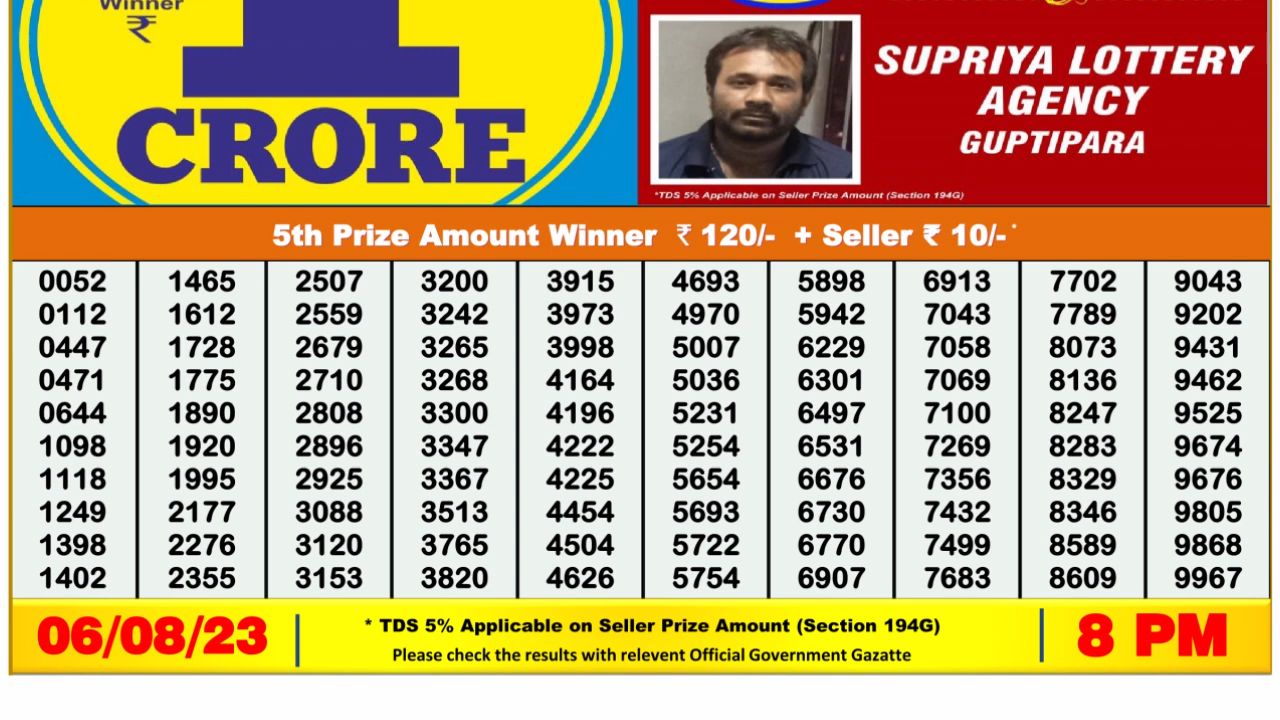 Winner
₹
1
CRORE
SUPRIYA LOTTERY
AGENCY
GUPTIPARA
*TDS 5% Applicable on Seller Prize Amount (Section 194G)
5th Prize Amount Winner ₹ 120/- + Seller ₹ 10/-*
0052 1465 2507 3200 3915 4693 5898 6913 7702 9043
0112 1612 2559 3242 3973 4970 5942 7043 7789 9202
0447 1728 2679 3265 3998 5007 6229 7058 8073 9431
0471 1775 2710 3268 4164 5036 6301 7069 8136 9462
0644 1890 2808 3300 4196 5231 6497 7100 8247 9525
1098 1920 2896 3347 4222 5254 6531 7269 8283 9674
1118 1995 2925 3367 4225 5654 6676 7356 8329 9676
1249 2177 3088 3513 4454 5693 6730 7432 8346 9805
1398 2276 3120 3765 4504 5722 6770 7499 8589 9868
1402 2355 3153 3820 4626 5754 6907 7683 8609 9967
06/08/23
* TDS 5% Applicable on Seller Prize Amount (Section 194G)
Please check the results with relevent Official Government Gazatte
8 PM